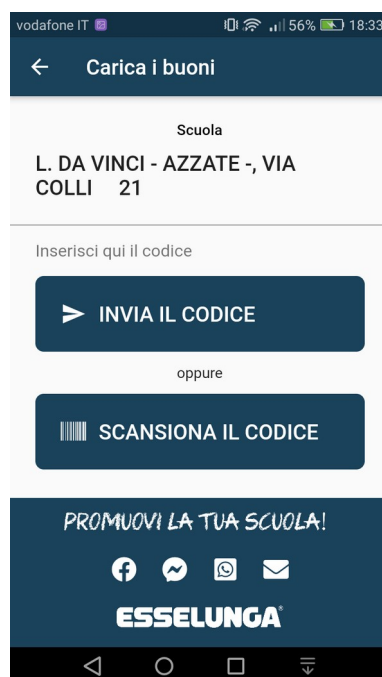 vodafone IT 56% 18:33
Carica i buoni
Scuola
L. DA VINCI - AZZATE -, VIA
COLLI 21
Inserisci qui il codice
INVIA IL CODICE
oppure
SCANSIONA IL CODICE
PROMUOVI LA TUA SCUOLA!
ESSELUNGA®